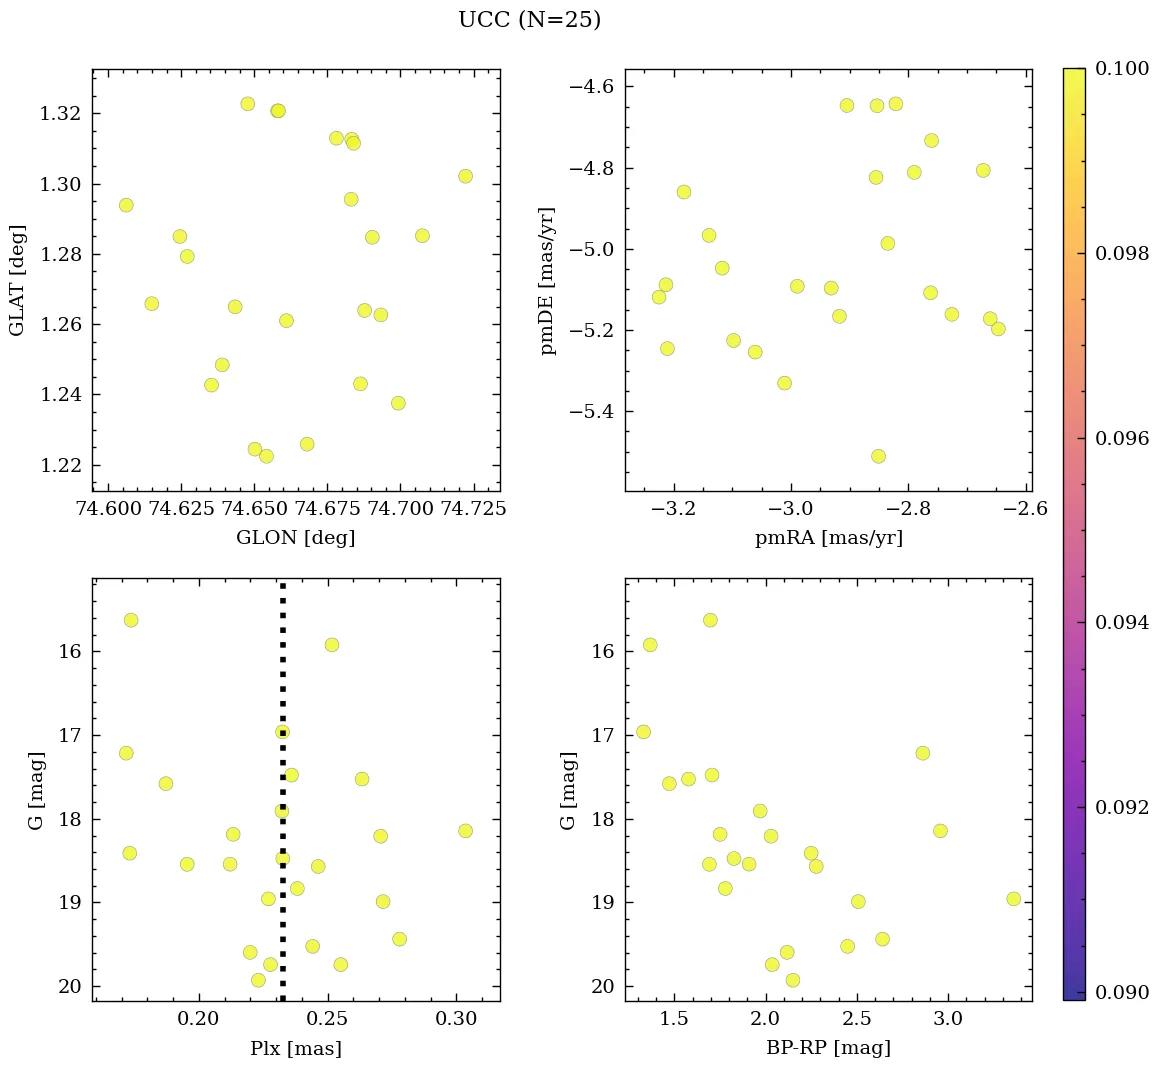 UCC (N=25)
1.32
1.30
1.28
1.26
1.24
1.22
GLAT [deg]
74.600 74.625 74.650 74.675 74.700 74.725
GLON [deg]
−4.6
−4.8
−5.0
−5.2
−5.4
pmDE [mas/yr]
−3.2 −3.0 −2.8 −2.6
pmRA [mas/yr]
16
17
18
19
20
G [mag]
0.20 0.25 0.30
Plx [mas]
16
17
18
19
20
G [mag]
1.5 2.0 2.5 3.0
BP-RP [mag]
0.100
0.098
0.096
0.094
0.092
0.090